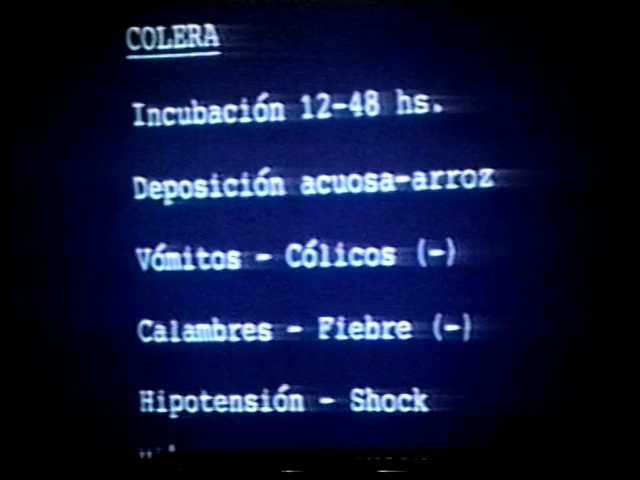 COLERA
Incubación 12-48 hs.
Deposición acuosa-arroz
Vómitos - Cólicos (-)
Calambres - Fiebre (-)
Hipotensión - Shock